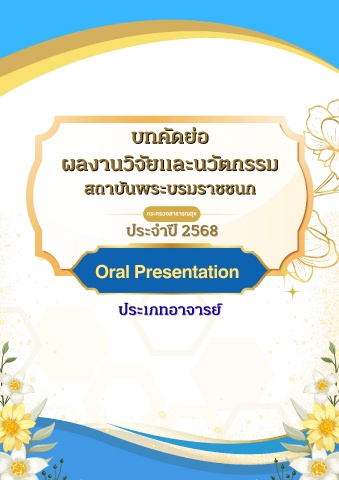 บทคัดย่อ
ผลงานวิจัยและนวัตกรรม
สถาบันพระบรมราชชนก
กระทรวงสาธารณสุข
ประจำปี 2568
Oral Presentation
ประเภทอาจารย์